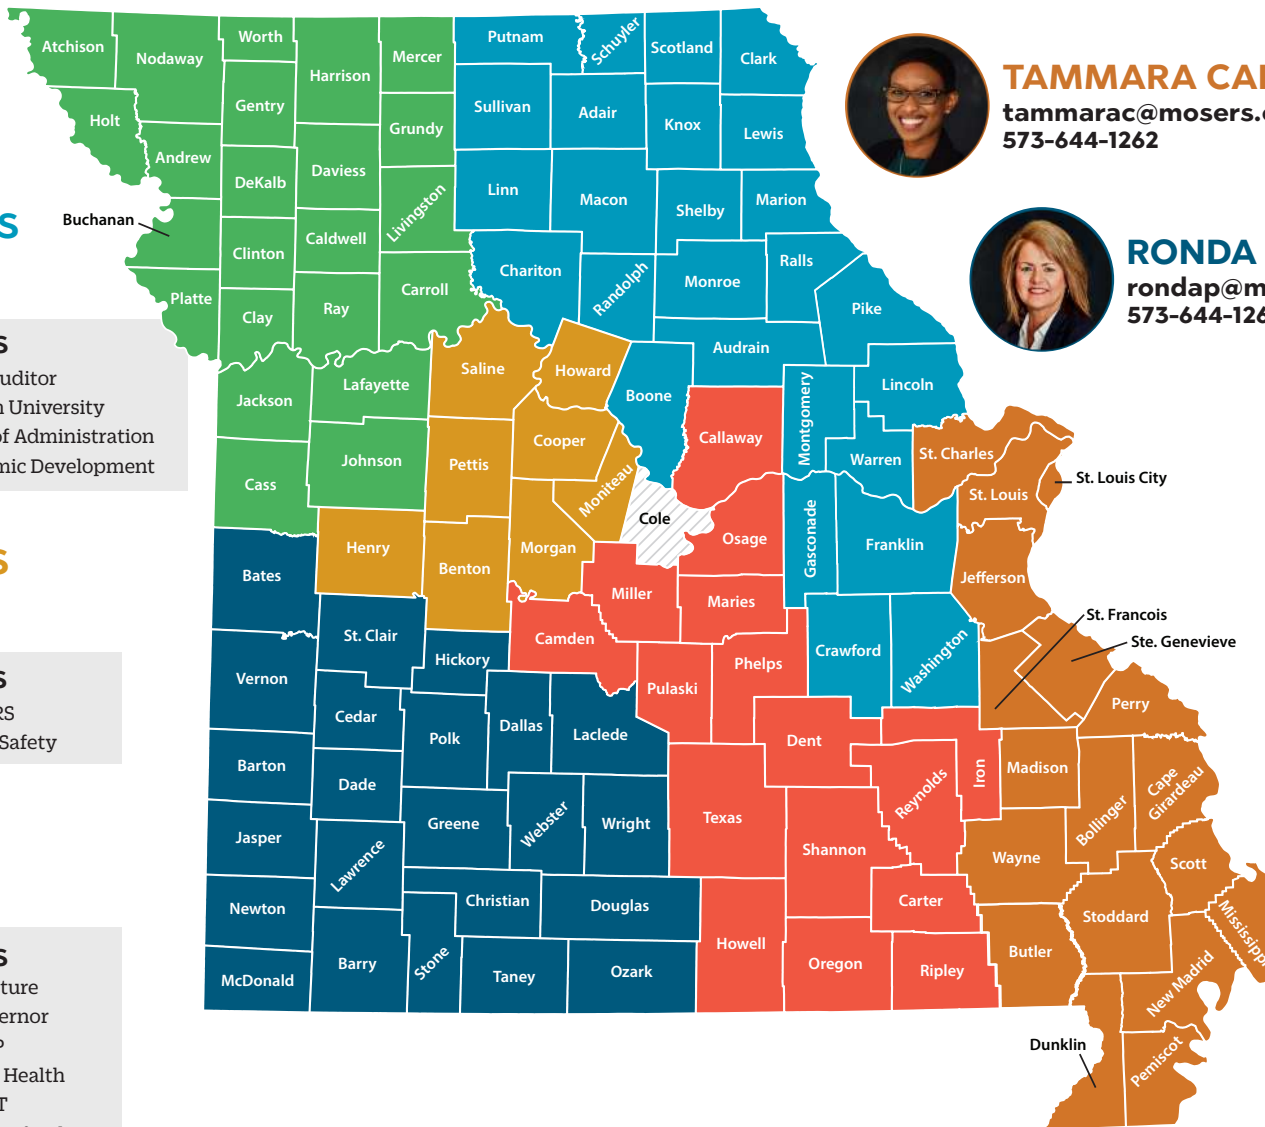 Atchison
Nodaway
Worth
Harrison
Mercer
Putnam
Schuyler
Scotland
Clark
Holt
Gentry
Grundy
Sullivan
Adair
Knox
Lewis
Andrew
DeKalb
Daviess
Livingston
Linn
Macon
Shelby
Marion
Buchanan
Clinton
Caldwell
Chariton
Randolph
Monroe
Ralls
Platte
Clay
Ray
Carroll
Pike
Audrain
Saline
Howard
Boone
Jackson
Lafayette
Callaway
Montgomery
Lincoln
Cass
Johnson
Pettis
Cooper
Moniteau
Warren
St. Charles
St. Louis City
St. Louis
Cole
Osage
Gasconade
Franklin
Henry
Benton
Morgan
Jefferson
Bates
Miller
Maries
St. Francois
Ste. Genevieve
St. Clair
Hickory
Camden
Phelps
Crawford
Washington
Vernon
Pulaski
Perry
Cedar
Polk
Dallas
Laclede
Dent
Barton
Dade
Reynolds
Iron
Madison
Bollinger
Cape
Girardeau
Jasper
Lawrence
Greene
Webster
Wright
Texas
Shannon
Wayne
Scott
Newton
Christian
Douglas
Carter
Stoddard
Mississipp
McDonald
Barry
Stone
Taney
Ozark
Howell
Oregon
Ripley
Butler
New Madrid
Dunklin
Pemiscot
TAMMARA CA
tammarac@mosers.
573-644-1262
RONDA
rondap@m
573-644-126
S
S
uditor
n University
of Administration
mic Development
S
S
RS
Safety
S
ture
ernor
P
Health
T